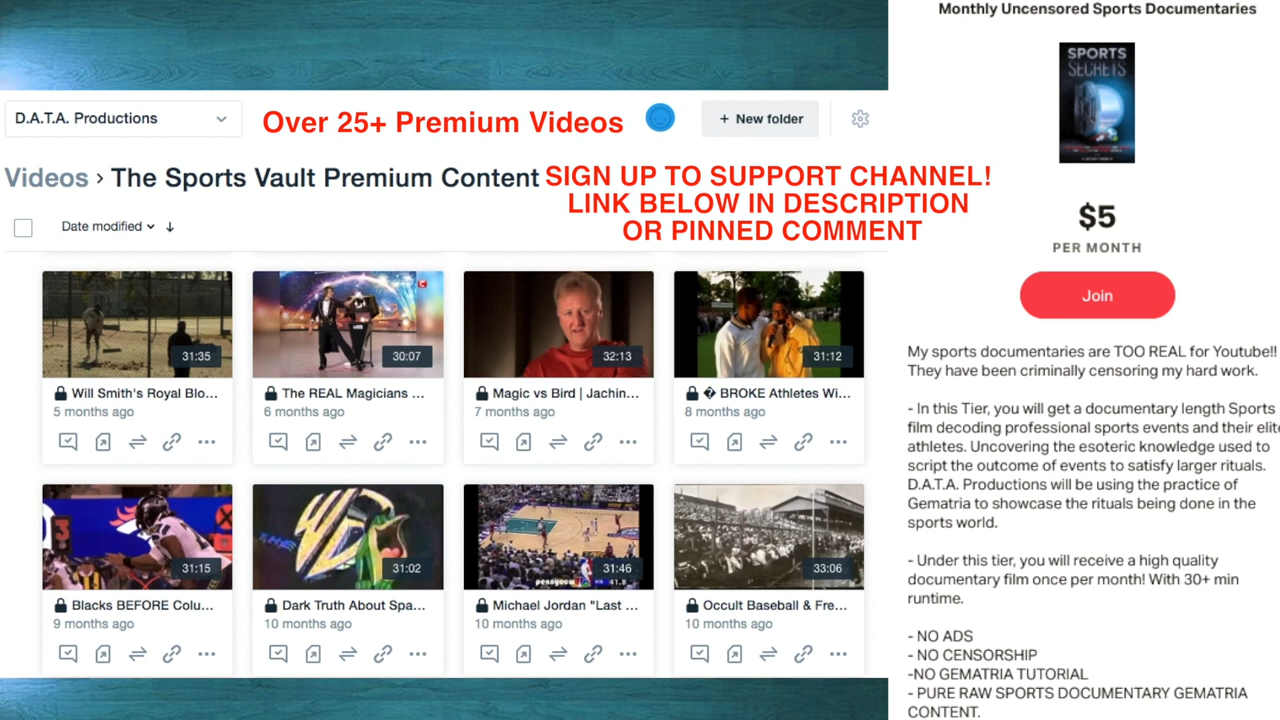 D.A.T.A. Productions
Over 25+ Premium Videos
+ New folder
Videos › The Sports Vault Premium Content
SIGN UP TO SUPPORT CHANNEL!
LINK BELOW IN DESCRIPTION
OR PINNED COMMENT
Date modified
31:35
Will Smith's Royal Blo...
5 months ago
30:07
The REAL Magicians ...
6 months ago
32:13
Magic vs Bird | Jachin...
7 months ago
31:12
� BROKE Athletes Wi...
8 months ago
31:15
Blacks BEFORE Colu...
9 months ago
31:02
Dark Truth About Spa...
10 months ago
31:46
Michael Jordan "Last ...
10 months ago
33:06
Occult Baseball & Fre...
10 months ago
Monthly Uncensored Sports Documentaries
SPORTS
SECRETS
$5
PER MONTH
Join
My sports documentaries are TOO REAL for Youtube!!
They have been criminally censoring my hard work.
- In this Tier, you will get a documentary length Sports
film decoding professional sports events and their elite
athletes. Uncovering the esoteric knowledge used to
script the outcome of events to satisfy larger rituals.
D.A.T.A. Productions will be using the practice of
Gematria to showcase the rituals being done in the
sports world.
- Under this tier, you will receive a high quality
documentary film once per month! With 30+ min
runtime.
- NO ADS
- NO CENSORSHIP
-NO GEMATRIA TUTORIAL
- PURE RAW SPORTS DOCUMENTARY GEMATRIA
CONTENT.